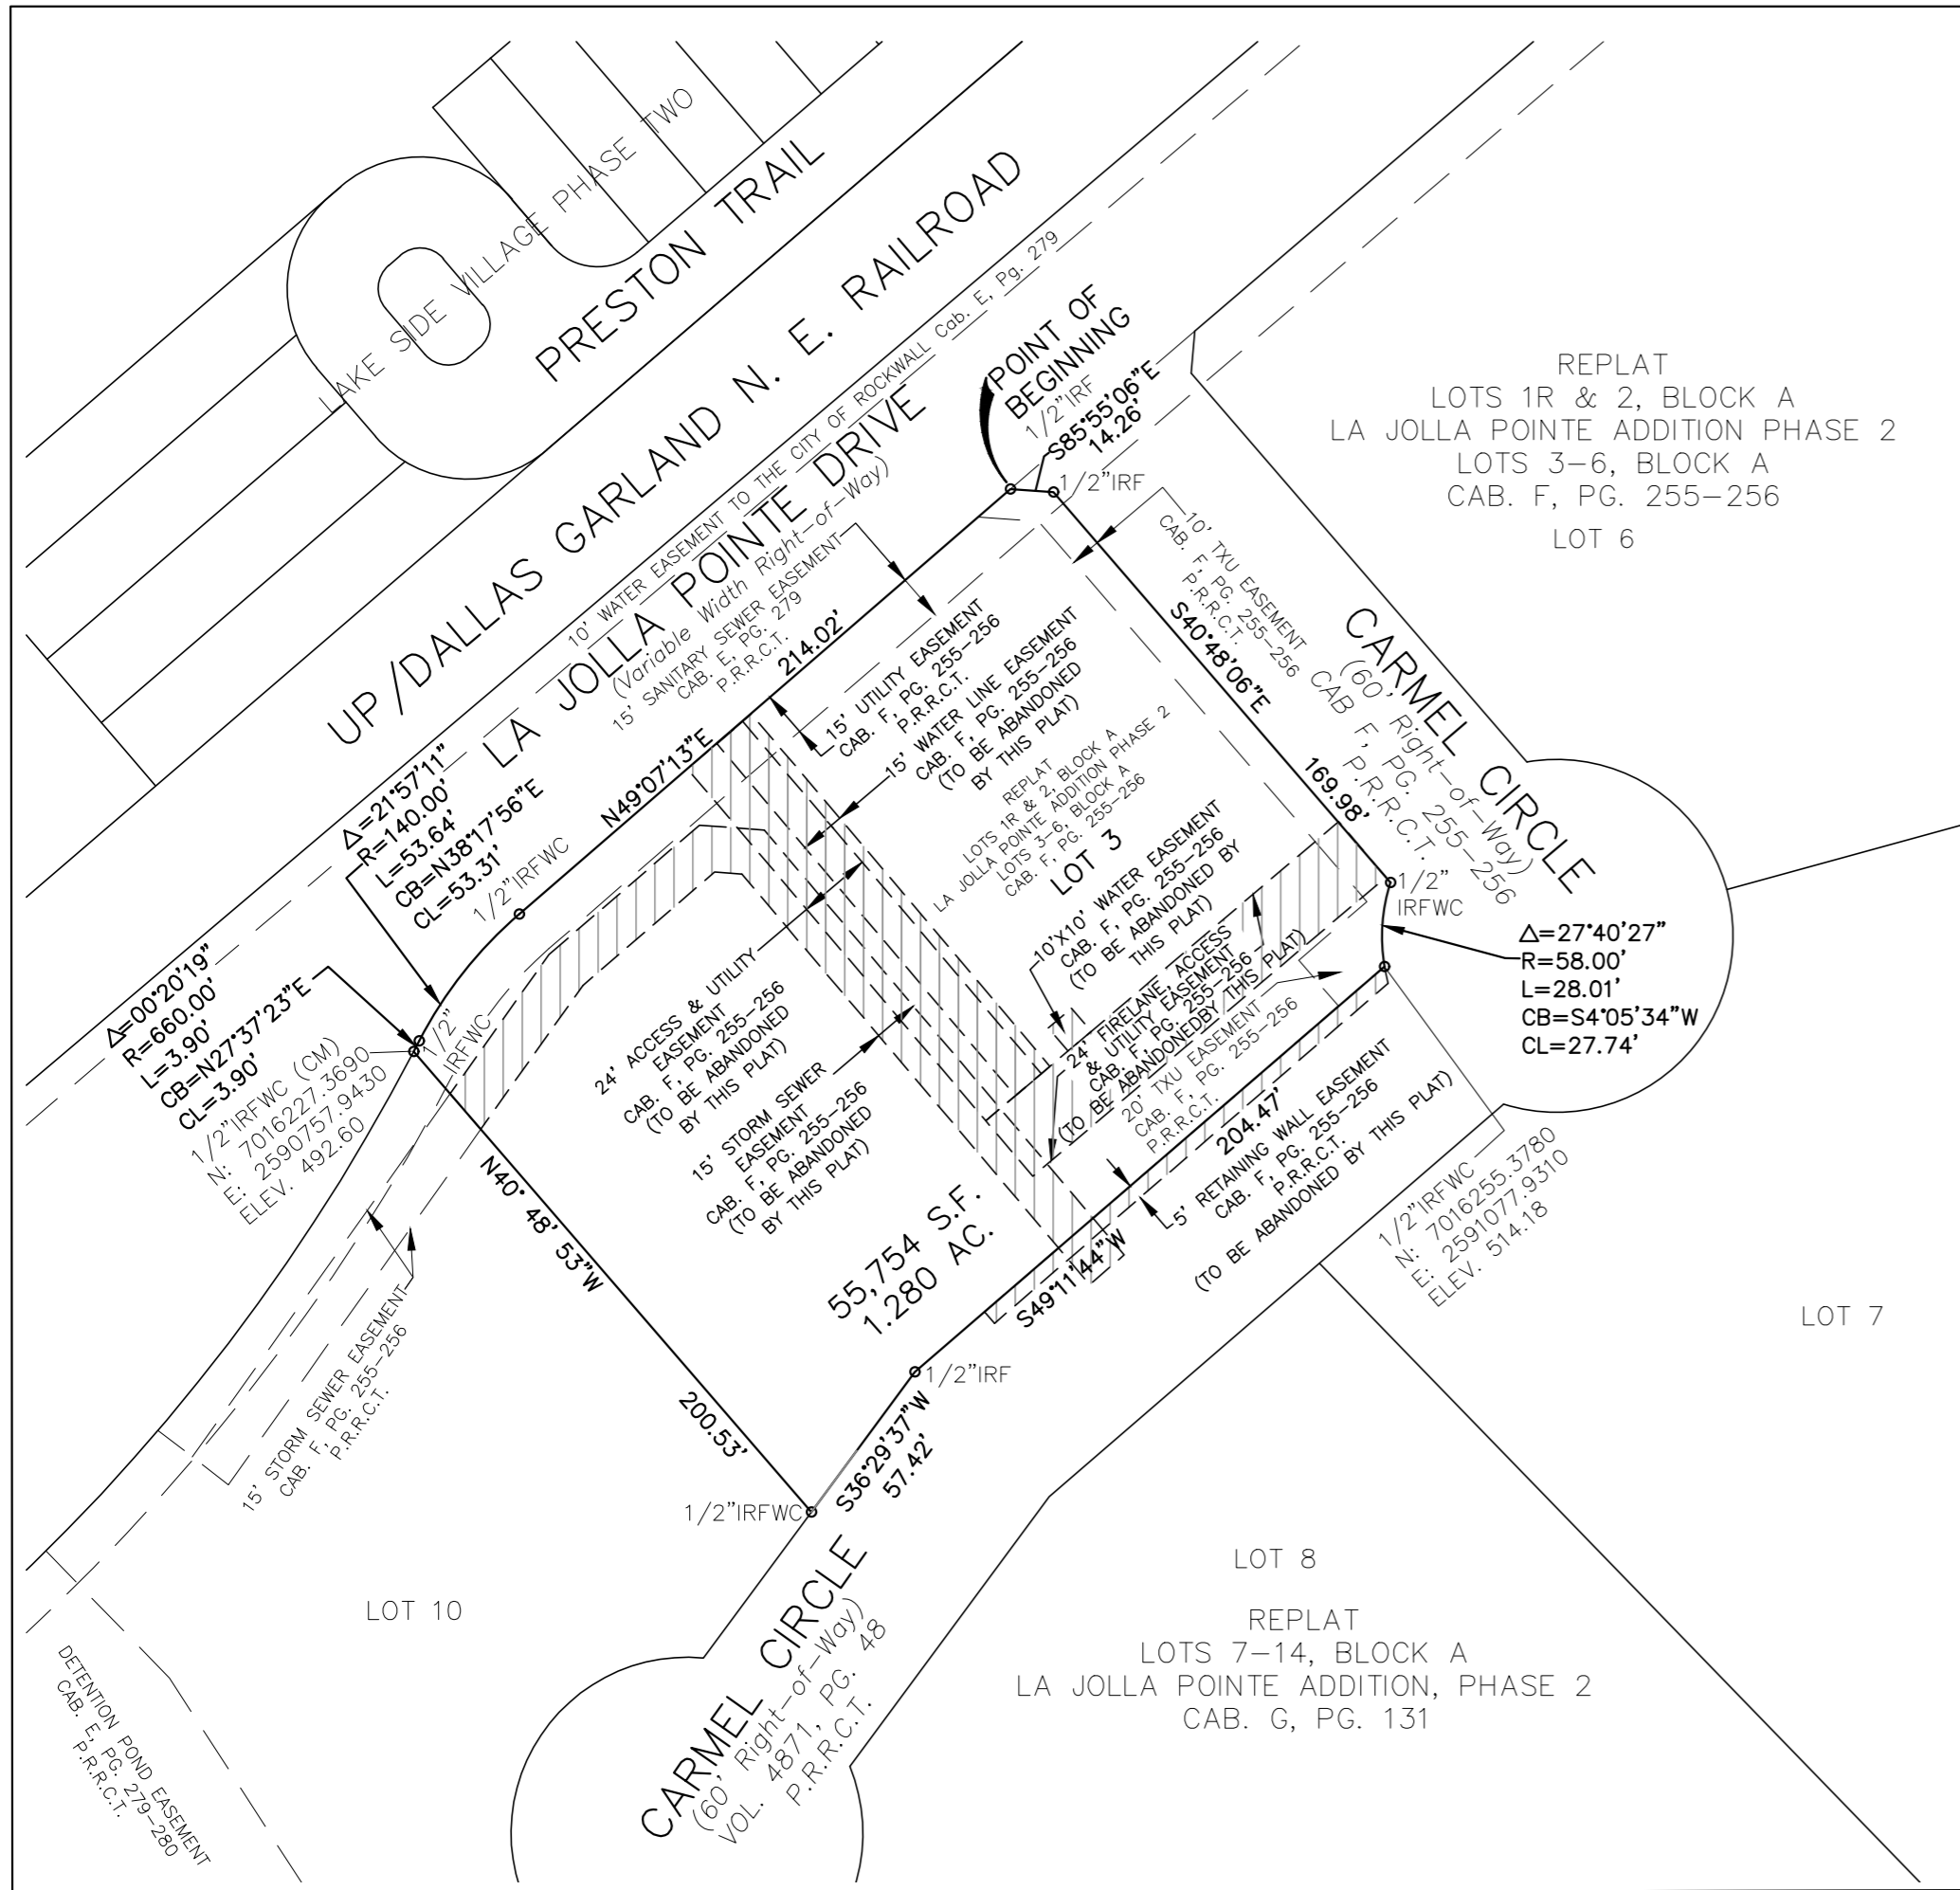 LAKE SIDE VILLAGE PHASE TWO
PRESTON TRAIL
UP/DALLAS GARLAND N. E. RAILROAD
10' WATER EASEMENT TO THE CITY OF ROCKWALL Cab. E, Pg. 279
LA JOLLA POINTE DRIVE
(Variable Width Right-of-Way)
15' SANITARY SEWER EASEMENT
CAB. E, PG. 279
P.R.R.C.T.
POINT OF
BEGINNING
1/2"IRF
S85°55'06"E
14.26'
1/2"IRF
REPLAT
LOTS 1R & 2, BLOCK A
LA JOLLA POINTE ADDITION PHASE 2
LOTS 3-6, BLOCK A
CAB. F, PG. 255-256
LOT 6
10' TXU EASEMENT
CAB. F, PG. 255-256
P.R.R.C.T.
S40°48'06"E
169.98'
CARMEL CIRCLE
(60' Right-of-Way)
CAB F, PG. 255-256
P.R.R.C.T.
N49°07'13"E
214.02'
15' UTILITY EASEMENT
CAB. F, PG. 255-256
P.R.R.C.T.
15' WATER LINE EASEMENT
CAB. F, PG. 255-256
(TO BE ABANDONED
BY THIS PLAT)
REPLAT
LOTS 1R & 2, BLOCK A
LA JOLLA POINTE ADDITION PHASE 2
LOTS 3-6, BLOCK A
CAB. F, PG. 255-256
LOT 3
10'X10' WATER EASEMENT
CAB. F, PG. 255-256
(TO BE ABANDONED BY
THIS PLAT)
24' FIRELANE, ACCESS
& UTILITY EASEMENT
CAB. F, PG. 255-256
(TO BE ABANDONEDBY THIS PLAT)
20' TXU EASEMENT
CAB. F, PG. 255-256
P.R.R.C.T.
1/2"
IRFWC
Δ=27°40'27"
R=58.00'
L=28.01'
CB=S4°05'34"W
CL=27.74'
Δ=21°57'11"
R=140.00'
L=53.64'
CB=N38°17'56"E
CL=53.31'
1/2"IRFWC
Δ=00°20'19"
R=660.00'
L=3.90'
CB=N27°37'23"E
CL=3.90'
1/2"IRFWC (CM)
N: 7016227.3690
E: 2590757.9430
ELEV. 492.60
1/2"
IRFWC
24' ACCESS & UTILITY
EASEMENT
CAB. F, PG. 255-256
(TO BE ABANDONED
BY THIS PLAT)
15' STORM SEWER
EASEMENT
CAB. F, PG. 255-256
(TO BE ABANDONED
BY THIS PLAT)
55,754 S.F.
1.280 AC.
S49°11'44"W
204.47'
5' RETAINING WALL EASEMENT
CAB. F, PG. 255-256
P.R.R.C.T.
(TO BE ABANDONED BY THIS PLAT)
1/2"IRFWC
N: 7016255.3780
E: 2591077.9310
ELEV. 514.18
LOT 7
N40° 48' 53"W
200.53'
15' STORM SEWER EASEMENT
CAB. F, PG. 255-256
P.R.R.C.T.
1/2"IRF
S36°29'37"W
57.42'
1/2"IRFWC
LOT 10
LOT 8
REPLAT
LOTS 7-14, BLOCK A
LA JOLLA POINTE ADDITION, PHASE 2
CAB. G, PG. 131
CARMEL CIRCLE
(60' Right-of-Way)
VOL. 4871, PG. 48
P.R.R.C.T.
DETENTION POND EASEMENT
CAB. E, PG. 279-280
P.R.R.C.T.